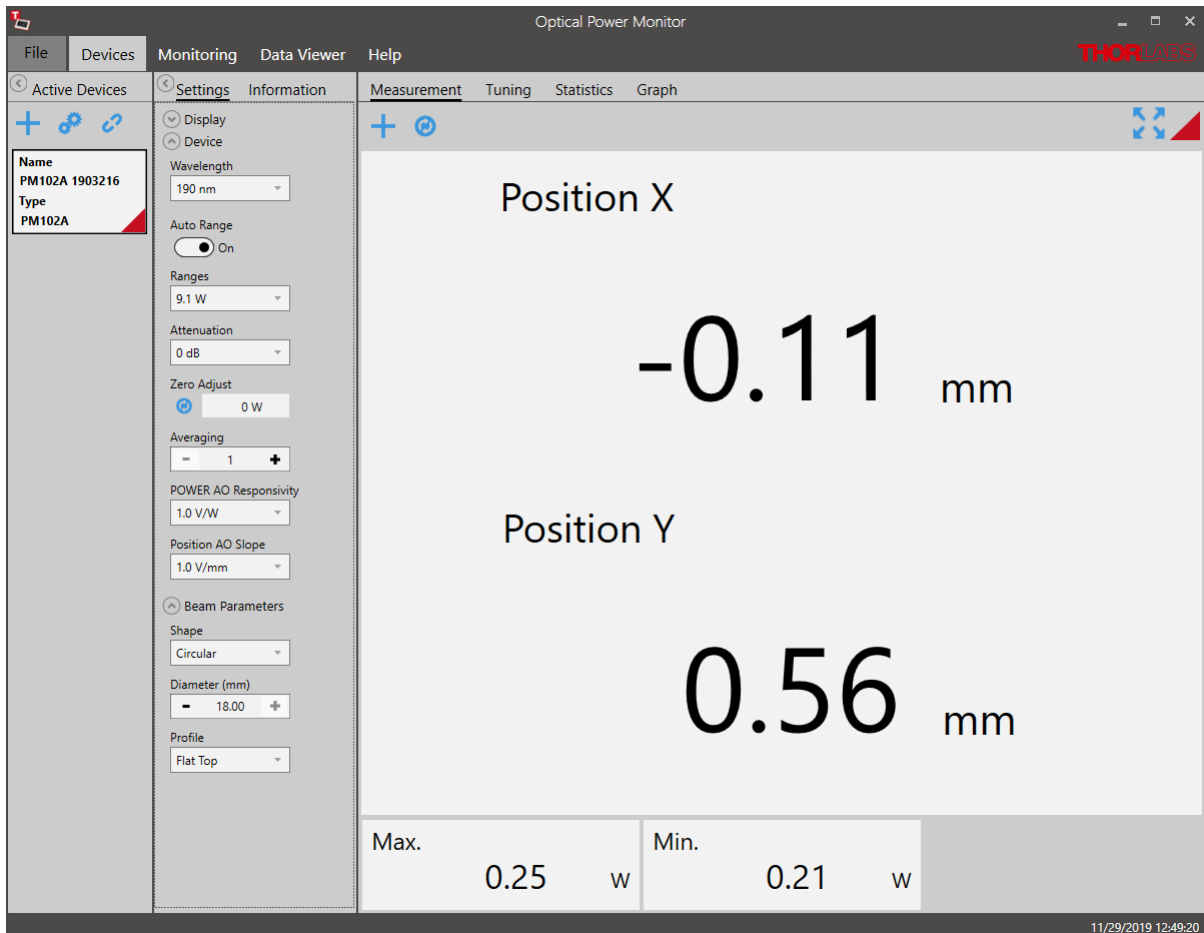 Optical Power Monitor
File Devices Monitoring Data Viewer Help
THORLABS
Active Devices
Name
PM102A 1903216
Type
PM102A
Settings Information
Display
Device
Wavelength
190 nm
Auto Range
On
Ranges
9.1 W
Attenuation
0 dB
Zero Adjust
0 W
Averaging
- 1 +
POWER AO Responsivity
1.0 V/W
Position AO Slope
1.0 V/mm
Beam Parameters
Shape
Circular
Diameter (mm)
- 18.00 +
Profile
Flat Top
Measurement Tuning Statistics Graph
Position X
-0.11 mm
Position Y
0.56 mm
Max.
0.25 W
Min.
0.21 W
11/29/2019 12:49:20